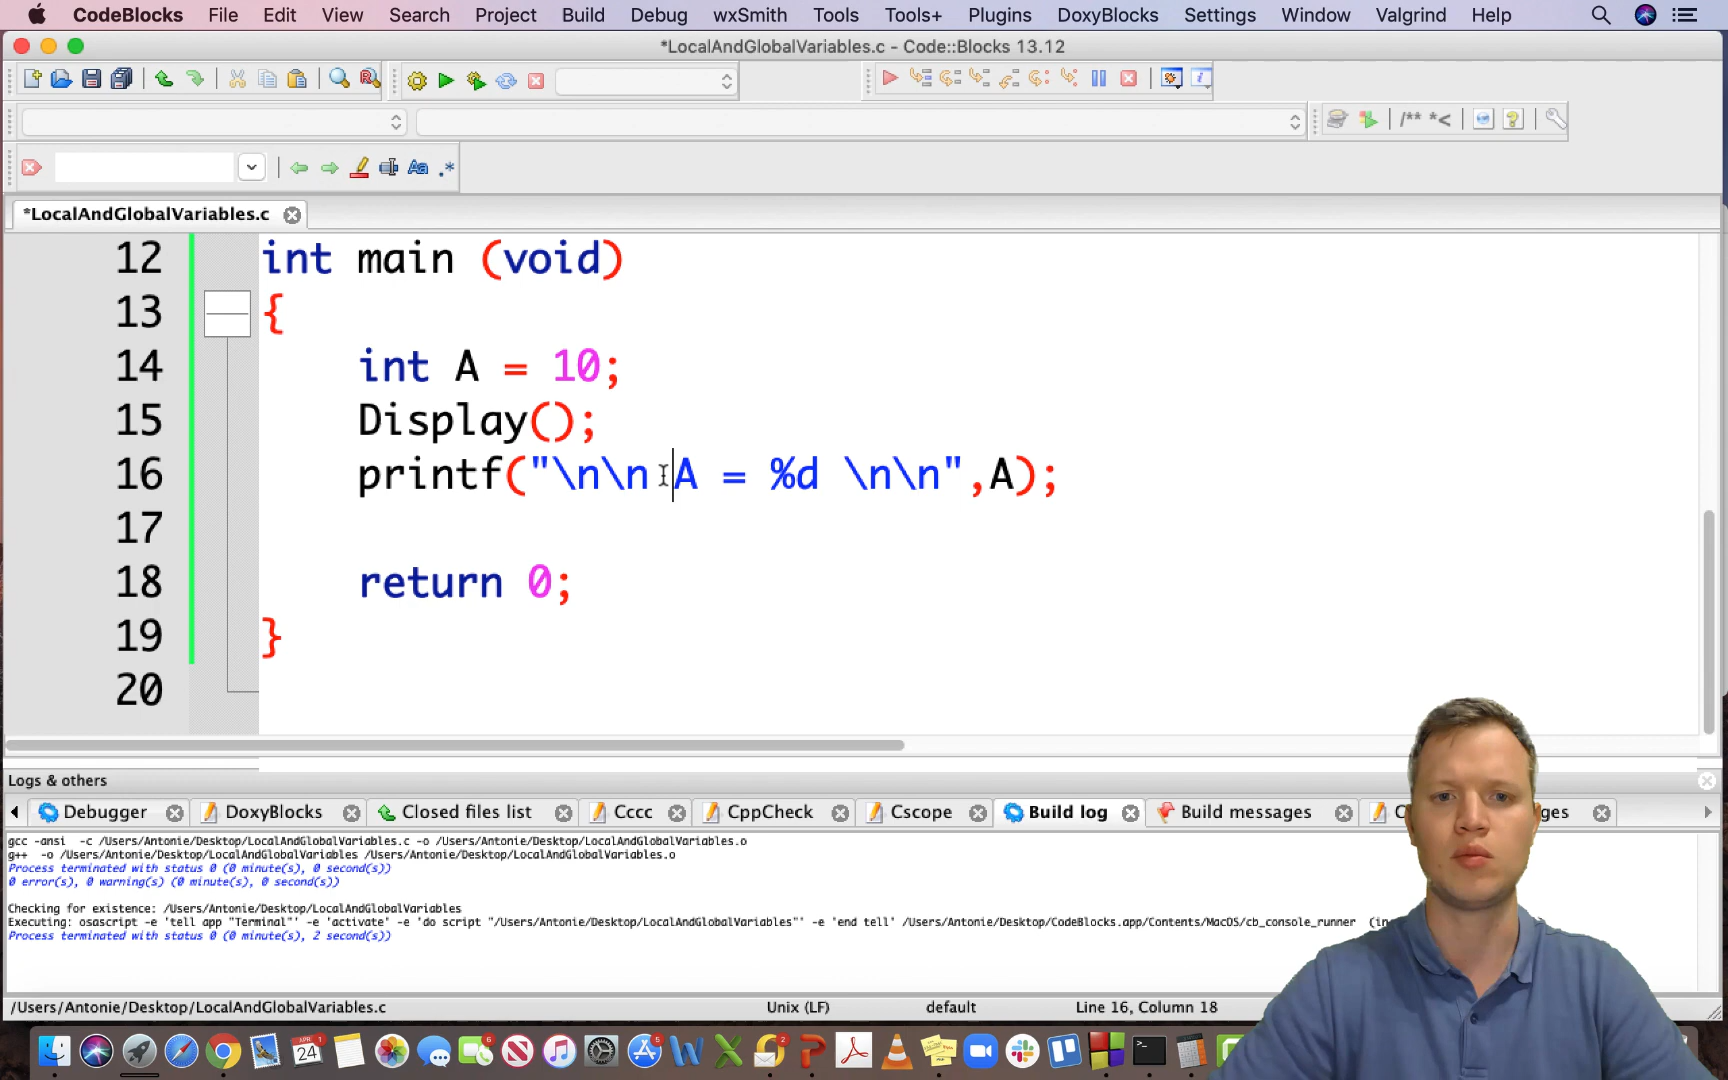 CodeBlocks File Edit View Search Project Build Debug wxSmith Tools Tools+ Plugins DoxyBlocks Settings Window Valgrind Help
*LocalAndGlobalVariables.c - Code::Blocks 13.12
/** *<
Aa .*
*LocalAndGlobalVariables.c
12 int main (void)
13 {
14 int A = 10;
15 Display();
16 printf("\n\n A = %d \n\n",A);
17
18 return 0;
19 }
20
Logs & others
Debugger DoxyBlocks Closed files list Cccc CppCheck Cscope Build log Build messages
gcc -ansi -c /Users/Antonie/Desktop/LocalAndGlobalVariables.c -o /Users/Antonie/Desktop/LocalAndGlobalVariables.o
g++ -o /Users/Antonie/Desktop/LocalAndGlobalVariables /Users/Antonie/Desktop/LocalAndGlobalVariables.o
Process terminated with status 0 (0 minute(s), 0 second(s))
0 error(s), 0 warning(s) (0 minute(s), 0 second(s))
Checking for existence: /Users/Antonie/Desktop/LocalAndGlobalVariables
Executing: osascript -e 'tell app "Terminal"' -e 'activate' -e 'do script "/Users/Antonie/Desktop/LocalAndGlobalVariables"' -e 'end tell' /Users/Antonie/Desktop/CodeBlocks.app/Contents/MacOS/cb_console_runner
Process terminated with status 0 (0 minute(s), 2 second(s))
/Users/Antonie/Desktop/LocalAndGlobalVariables.c Unix (LF) default Line 16, Column 18
APR 24